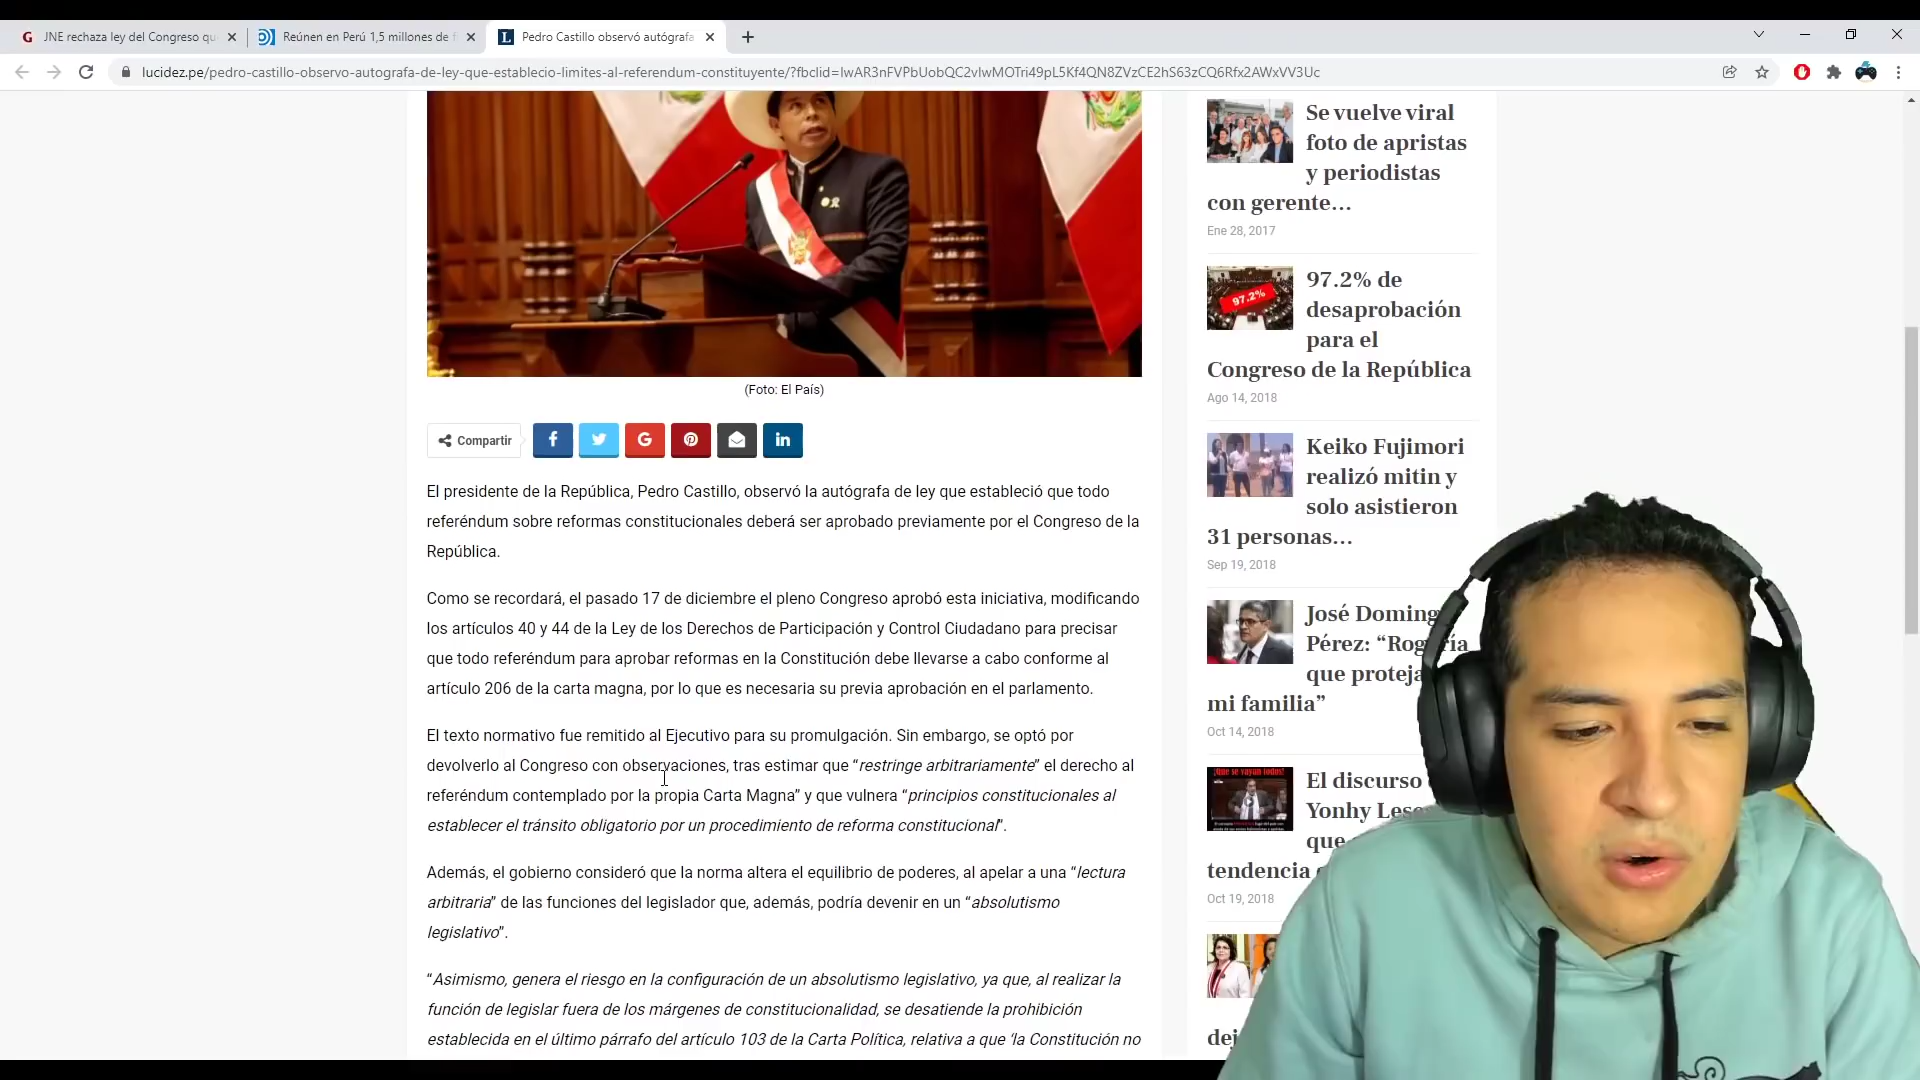 JNE rechaza ley del Congreso qu
Reúnen en Perú 1,5 millones de f
Pedro Castillo observó autógrafa
lucidez.pe/pedro-castillo-observo-autografa-de-ley-que-establecio-limites-al-referendum-constituyente/?fbclid=IwAR3nFVPbUobQC2vIwMOTri49pL5Kf4QN8ZVzCE2hS63zCQ6Rfx2AWxVV3Uc
(Foto: El País)
Compartir
El presidente de la República, Pedro Castillo, observó la autógrafa de ley que estableció que todo
referéndum sobre reformas constitucionales deberá ser aprobado previamente por el Congreso de la
República.
Como se recordará, el pasado 17 de diciembre el pleno Congreso aprobó esta iniciativa, modificando
los artículos 40 y 44 de la Ley de los Derechos de Participación y Control Ciudadano para precisar
que todo referéndum para aprobar reformas en la Constitución debe llevarse a cabo conforme al
artículo 206 de la carta magna, por lo que es necesaria su previa aprobación en el parlamento.
El texto normativo fue remitido al Ejecutivo para su promulgación. Sin embargo, se optó por
devolverlo al Congreso con observaciones, tras estimar que “restringe arbitrariamente” el derecho al
referéndum contemplado por la propia Carta Magna” y que vulnera “principios constitucionales al
establecer el tránsito obligatorio por un procedimiento de reforma constitucional”.
Además, el gobierno consideró que la norma altera el equilibrio de poderes, al apelar a una “lectura
arbitraria” de las funciones del legislador que, además, podría devenir en un “absolutismo
legislativo”.
“Asimismo, genera el riesgo en la configuración de un absolutismo legislativo, ya que, al realizar la
función de legislar fuera de los márgenes de constitucionalidad, se desatiende la prohibición
establecida en el último párrafo del artículo 103 de la Carta Política, relativa a que ‘la Constitución no
Se vuelve viral
foto de apristas
y periodistas
con gerente...
Ene 28, 2017
97.2%
97.2% de
desaprobación
para el
Congreso de la República
Ago 14, 2018
Keiko Fujimori
realizó mitin y
solo asistieron
31 personas...
Sep 19, 2018
José Doming
Pérez: “Rogaría
que proteja
mi familia”
Oct 14, 2018
¡Que se vayan todos!
El discurso
Yonhy Lesc
que
tendencia
Oct 19, 2018
dej